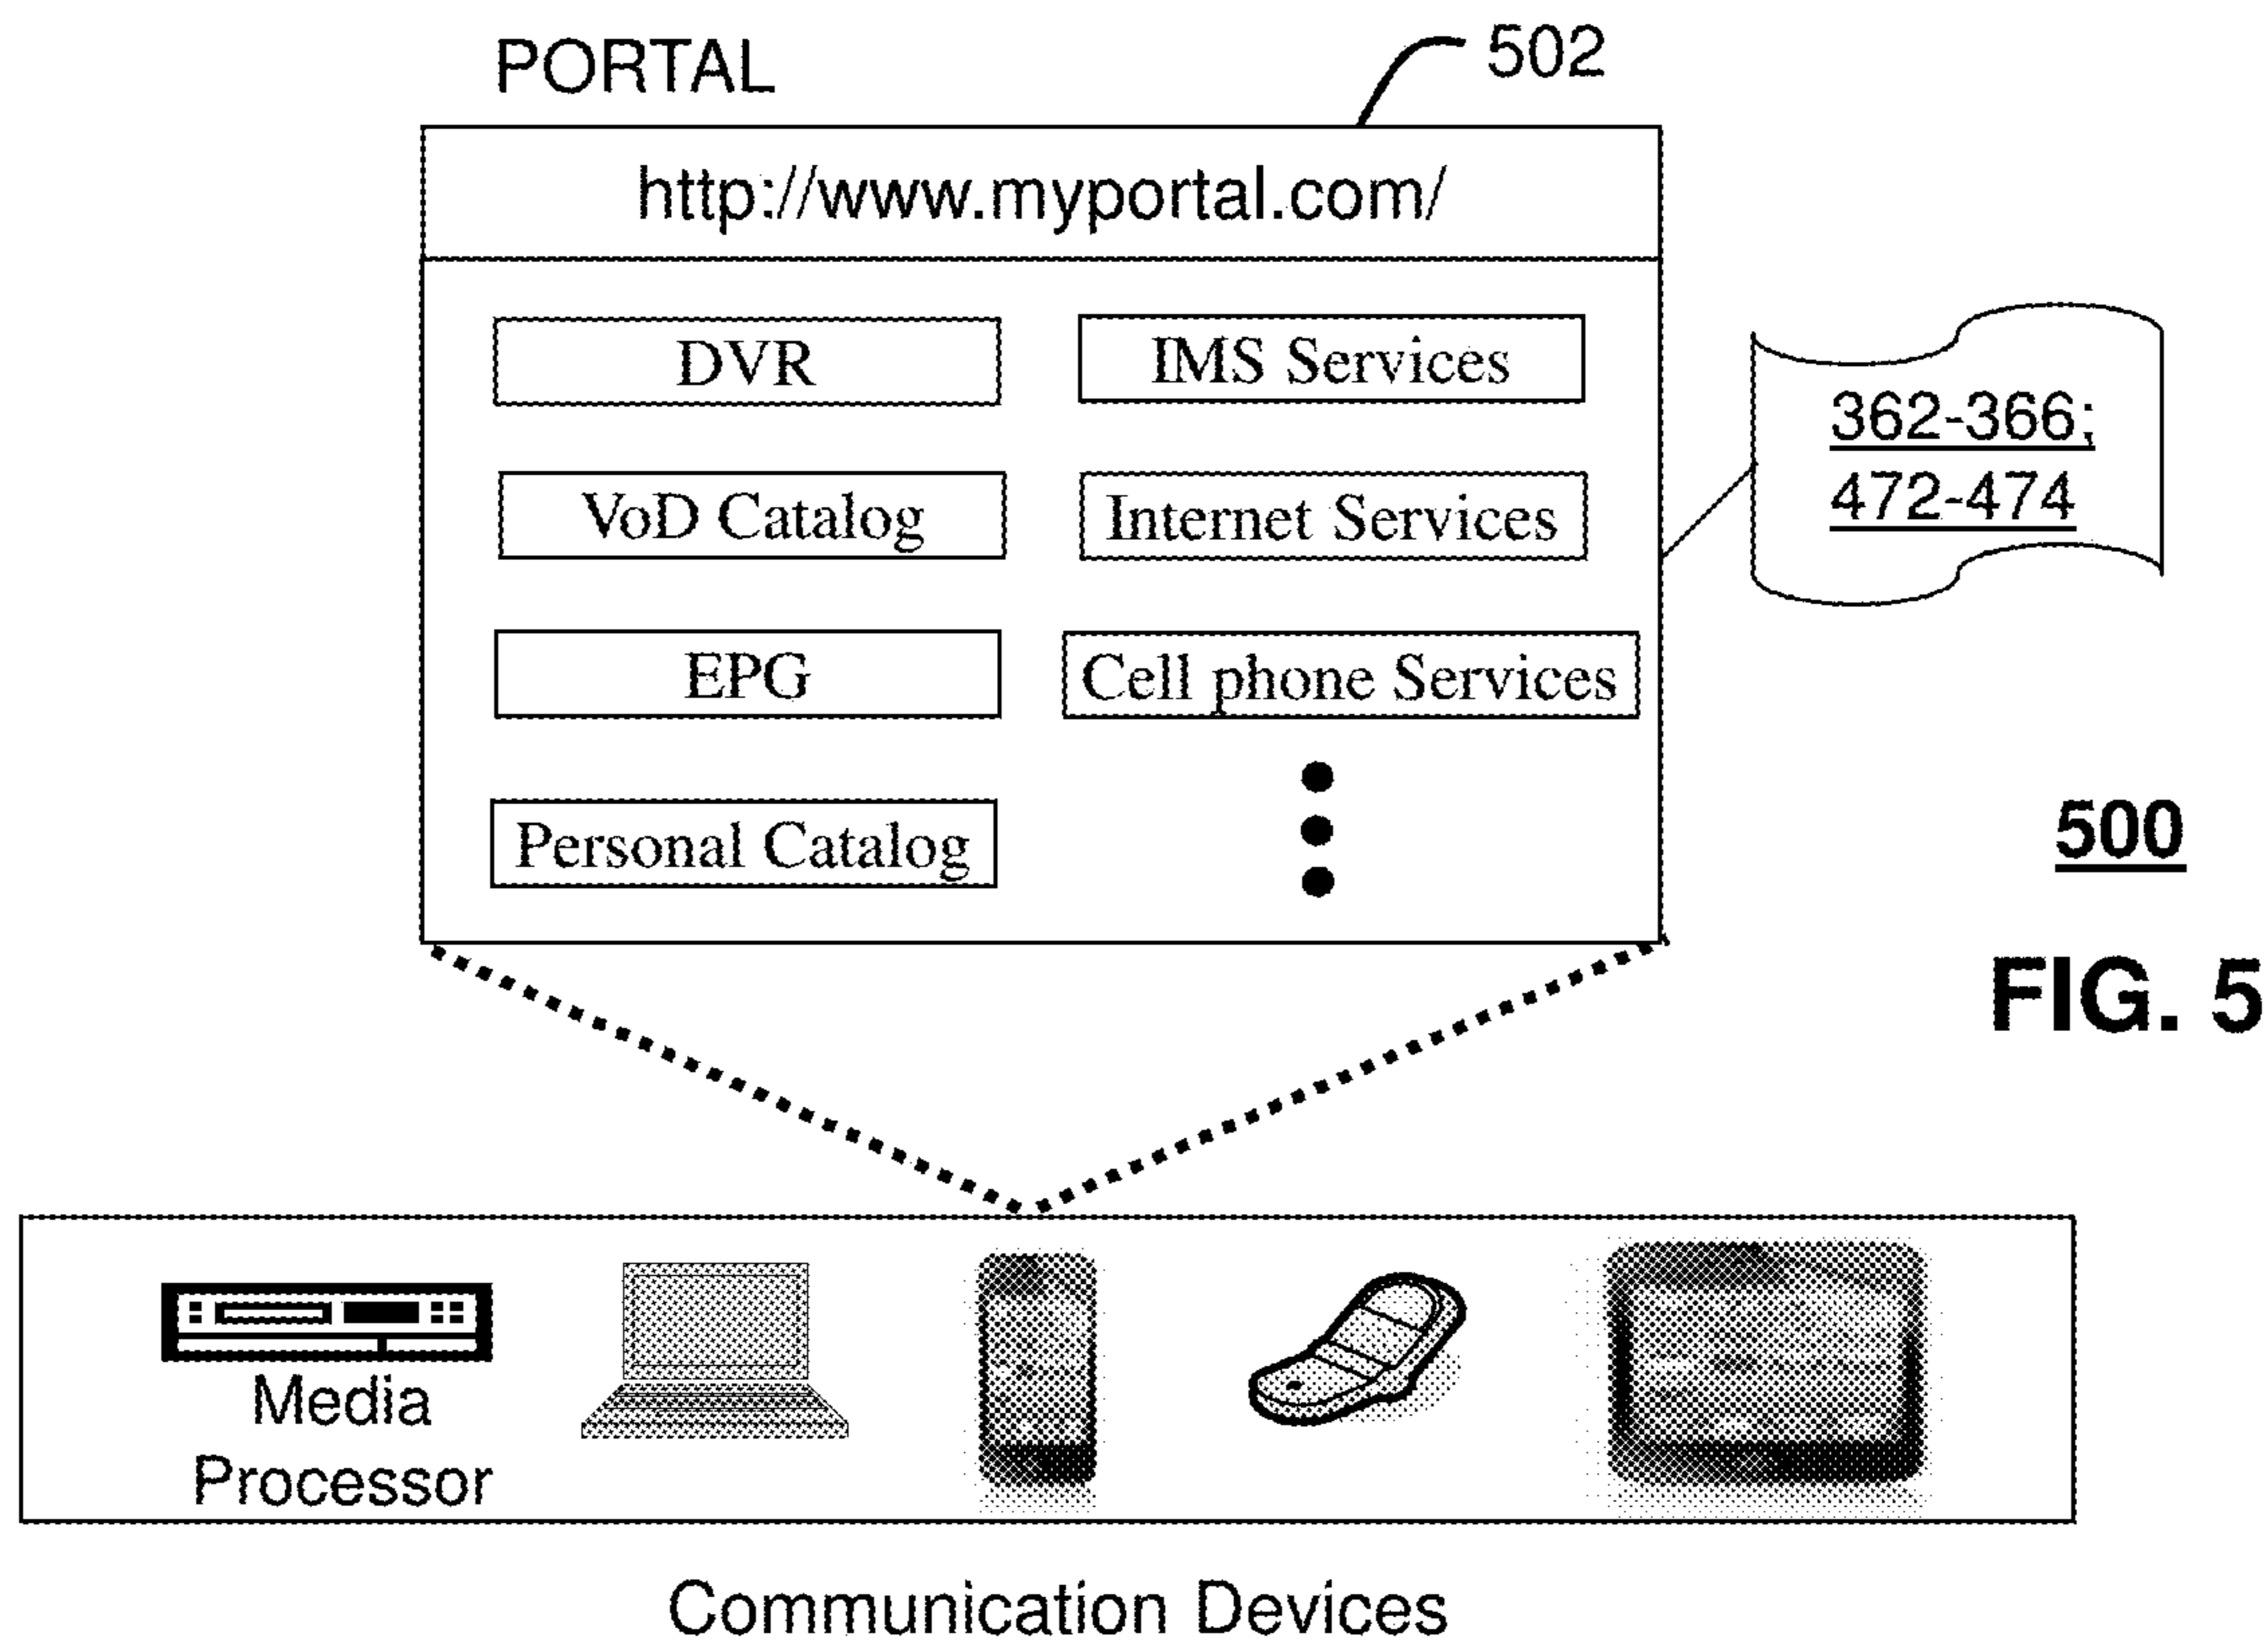 PORTAL
502
http://www.myportal.com/
DVR
IMS Services
VoD Catalog
Internet Services
EPG
Cell phone Services
Personal Catalog
362-366;
472-474
500
FIG. 5
Media
Processor
Communication Devices